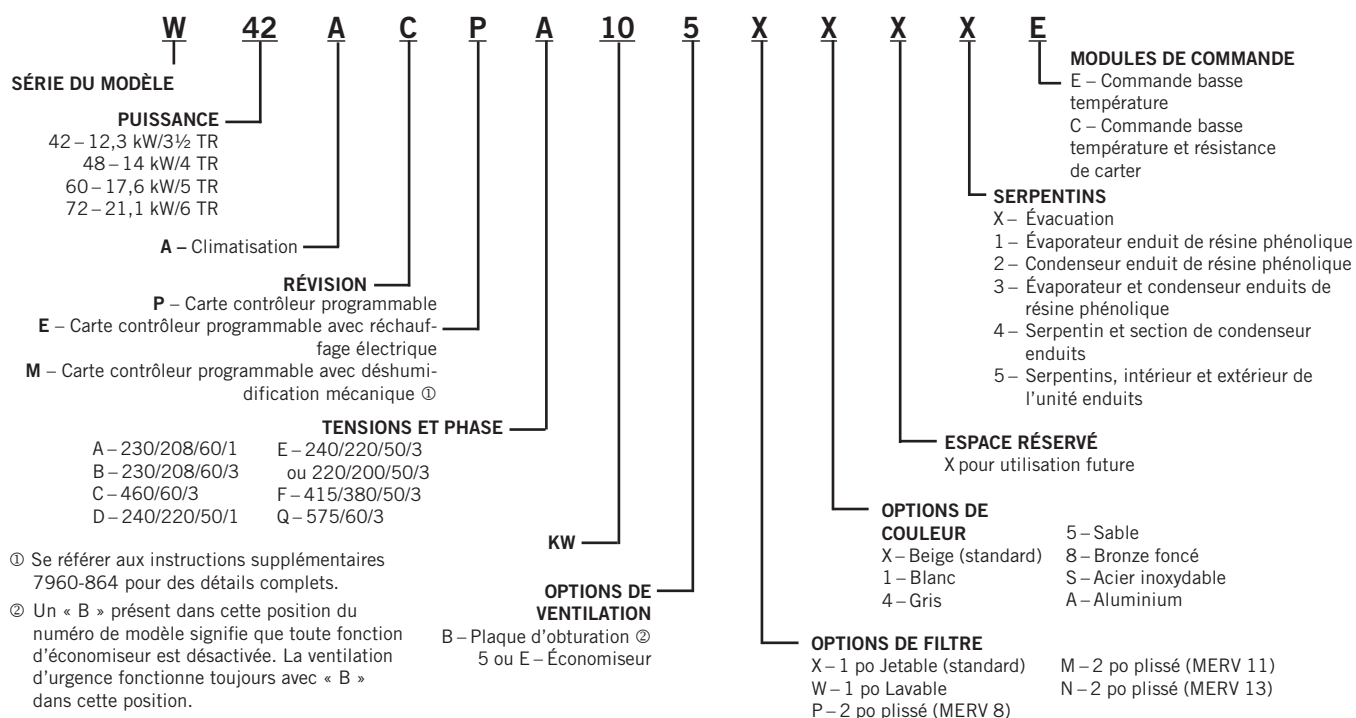 W 42 A C P A 10 5 X X X X E
SÉRIE DU MODÈLE
PUISSANCE
42 – 12,3 kW/3½ TR
48 – 14 kW/4 TR
60 – 17,6 kW/5 TR
72 – 21,1 kW/6 TR
A – Climatisation
RÉVISION
P – Carte contrôleur programmable
E – Carte contrôleur programmable avec réchauf-
fage électrique
M – Carte contrôleur programmable avec déshumi-
dification mécanique ①
TENSIONS ET PHASE
A – 230/208/60/1
B – 230/208/60/3
C – 460/60/3
D – 240/220/50/1
E – 240/220/50/3
ou 220/200/50/3
F – 415/380/50/3
Q – 575/60/3
KW
OPTIONS DE
VENTILATION
B – Plaque d'obturation ②
5 ou E – Économiseur
① Se référer aux instructions supplémentaires
7960-864 pour des détails complets.
② Un « B » présent dans cette position du
numéro de modèle signifie que toute fonction
d'économiseur est désactivée. La ventilation
d'urgence fonctionne toujours avec « B »
dans cette position.
MODULES DE COMMANDE
E – Commande basse
température
C – Commande basse
température et résistance
de carter
SERPENTINS
X – Évacuation
1 – Évaporateur enduit de résine phénolique
2 – Condenseur enduit de résine phénolique
3 – Évaporateur et condenseur enduits de
résine phénolique
4 – Serpentin et section de condenseur
enduits
5 – Serpentins, intérieur et extérieur de
l'unité enduits
ESPACE RÉSERVÉ
X pour utilisation future
OPTIONS DE
COULEUR
X – Beige (standard)
1 – Blanc
4 – Gris
5 – Sable
8 – Bronze foncé
S – Acier inoxydable
A – Aluminium
OPTIONS DE FILTRE
X – 1 po Jetable (standard)
W – 1 po Lavable
P – 2 po plissé (MERV 8)
M – 2 po plissé (MERV 11)
N – 2 po plissé (MERV 13)